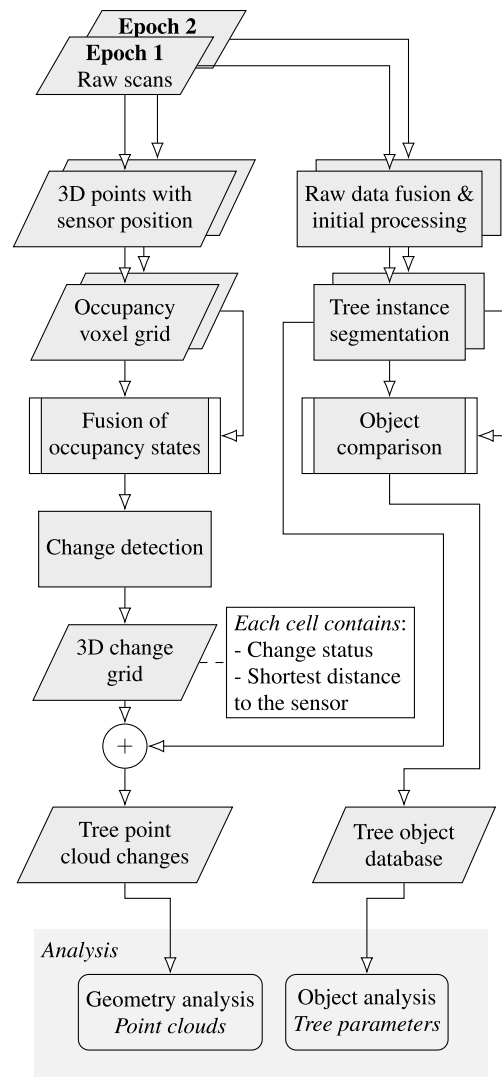 Epoch 2
Epoch 1
Raw scans
3D points with
sensor position
Raw data fusion &
initial processing
Occupancy
voxel grid
Tree instance
segmentation
Fusion of
occupancy states
Object
comparison
Change detection
3D change
grid
Each cell contains:
- Change status
- Shortest distance
to the sensor
+
Tree point
cloud changes
Tree object
database
Analysis
Geometry analysis
Point clouds
Object analysis
Tree parameters